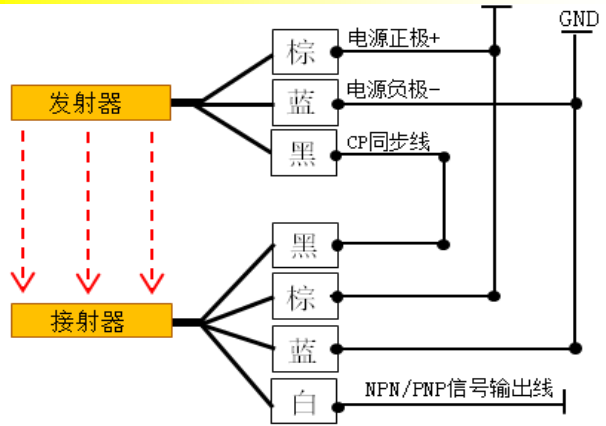 GND
棕 电源正极+
发射器
蓝 电源负极-
黑 CP同步线
黑
棕
接射器
蓝
白 NPN/PNP信号输出线